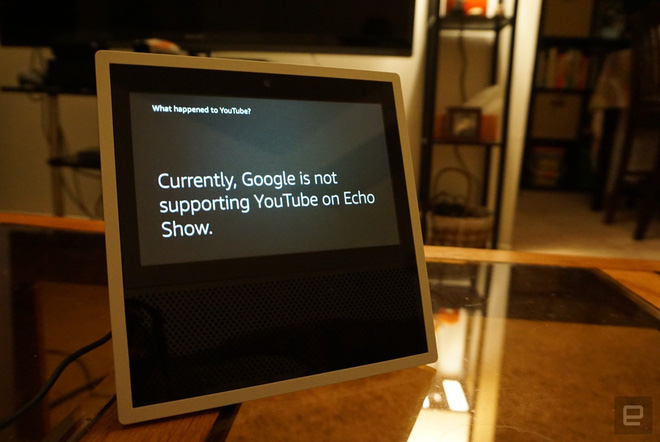 What happened to YouTube?
Currently, Google is not
supporting YouTube on Echo
Show.
e